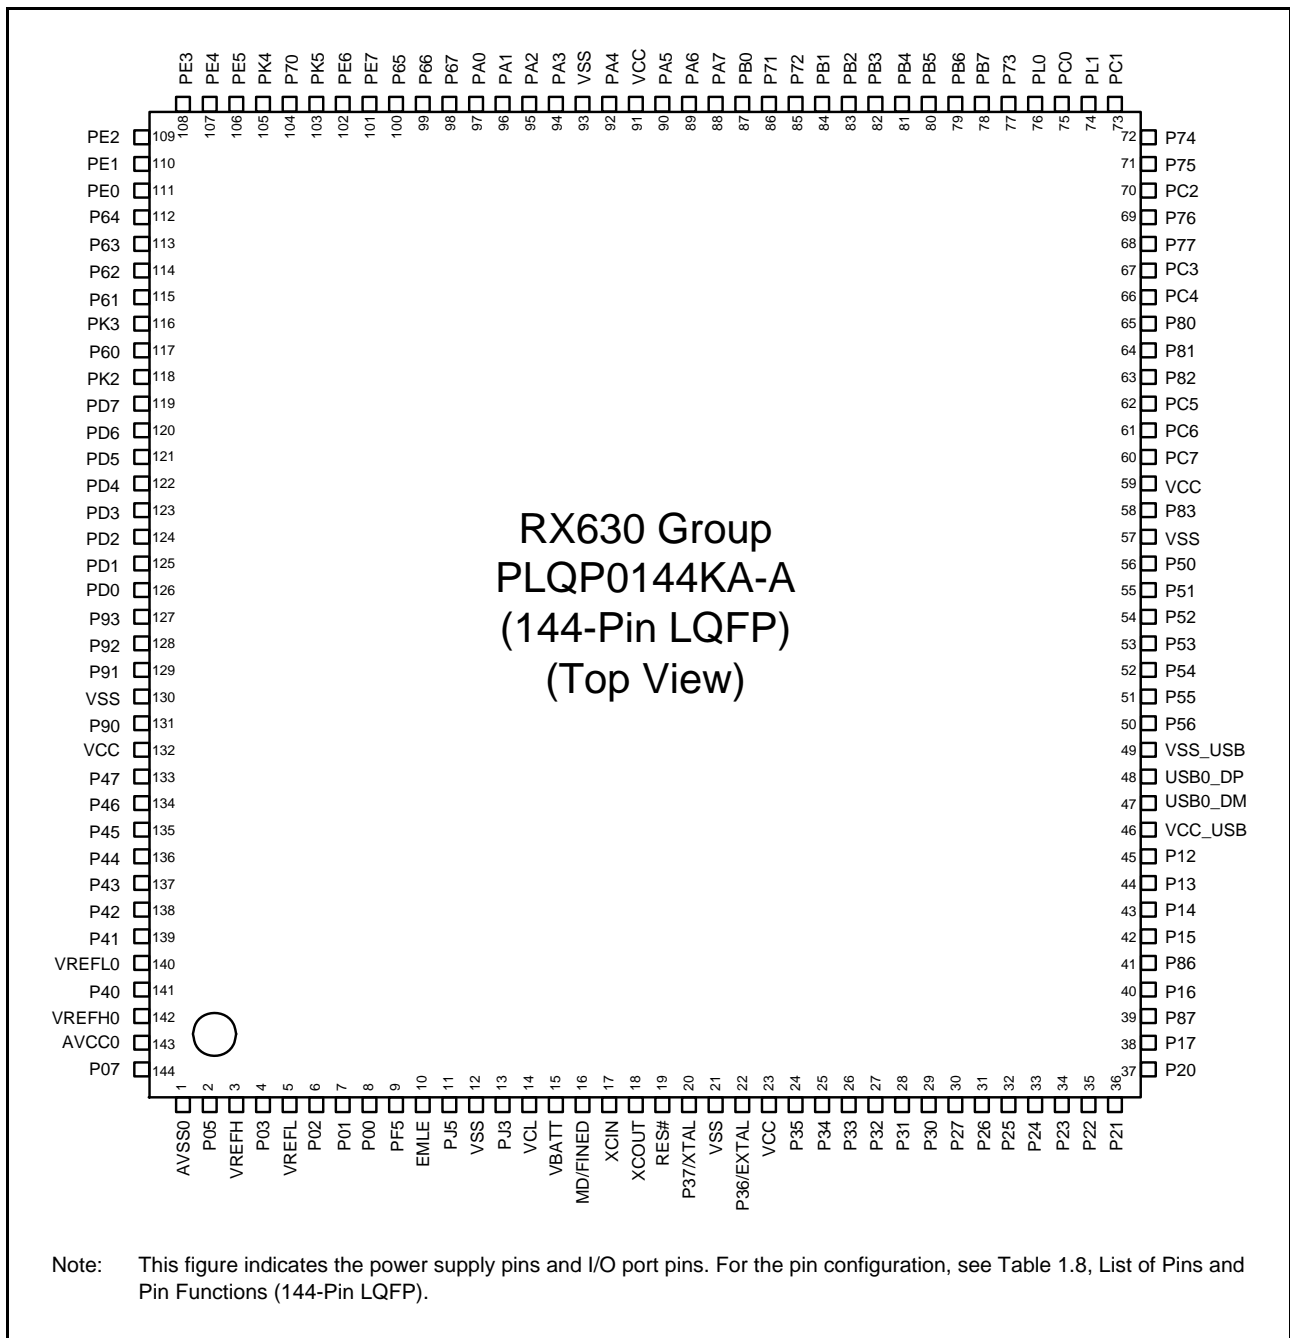 PE3 PE4 PE5 PK4 P70 PK5 PE6 PE7 P65 P66 P67 PA0 PA1 PA2 PA3 VSS PA4 VCC PA5 PA6 PA7 PB0 P71 P72 PB1 PB2 PB3 PB4 PB5 PB6 PB7 P73 PL0 PC0 PL1 PC1
108 107 106 105 104 103 102 101 100 99 98 97 96 95 94 93 92 91 90 89 88 87 86 85 84 83 82 81 80 79 78 77 76 75 74 73
PE2 109
PE1 110
PE0 111
P64 112
P63 113
P62 114
P61 115
PK3 116
P60 117
PK2 118
PD7 119
PD6 120
PD5 121
PD4 122
PD3 123
PD2 124
PD1 125
PD0 126
P93 127
P92 128
P91 129
VSS 130
P90 131
VCC 132
P47 133
P46 134
P45 135
P44 136
P43 137
P42 138
P41 139
VREFL0 140
P40 141
VREFH0 142
AVCC0 143
P07 144
RX630 Group
PLQP0144KA-A
(144-Pin LQFP)
(Top View)
72 P74
71 P75
70 PC2
69 P76
68 P77
67 PC3
66 PC4
65 P80
64 P81
63 P82
62 PC5
61 PC6
60 PC7
59 VCC
58 P83
57 VSS
56 P50
55 P51
54 P52
53 P53
52 P54
51 P55
50 P56
49 VSS_USB
48 USB0_DP
47 USB0_DM
46 VCC_USB
45 P12
44 P13
43 P14
42 P15
41 P86
40 P16
39 P87
38 P17
37 P20
1 2 3 4 5 6 7 8 9 10 11 12 13 14 15 16 17 18 19 20 21 22 23 24 25 26 27 28 29 30 31 32 33 34 35 36
AVSS0 P05 VREFH P03 VREFL P02 P01 P00 PF5 EMLE PJ5 VSS PJ3 VCL VBATT MD/FINED XCIN XCOUT RES# P37/XTAL VSS P36/EXTAL VCC P35 P34 P33 P32 P31 P30 P27 P26 P25 P24 P23 P22 P21
Note: This figure indicates the power supply pins and I/O port pins. For the pin configuration, see Table 1.8, List of Pins and
Pin Functions (144-Pin LQFP).